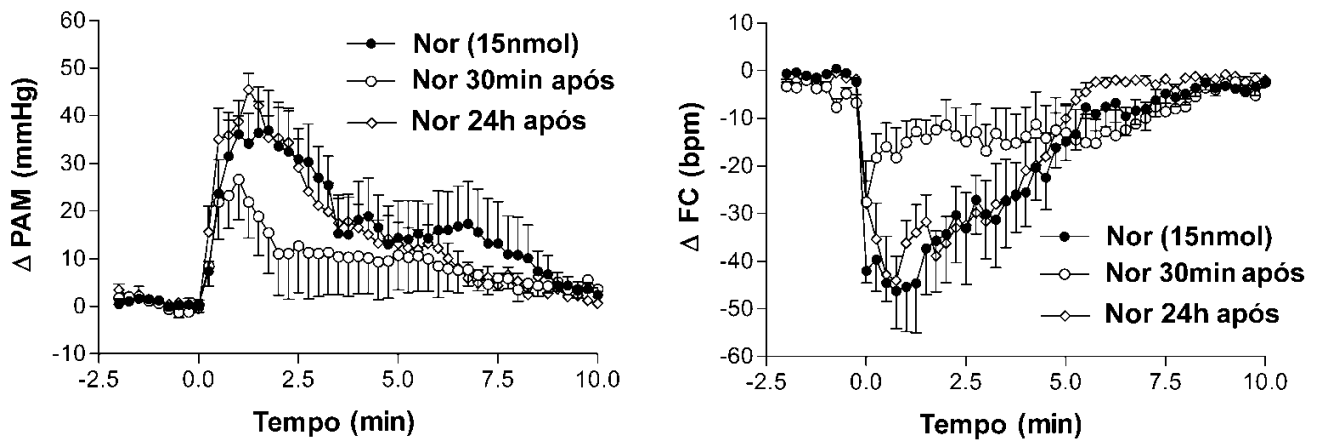 60
50
40
30
20
10
0
-10
Δ PAM (mmHg)
Nor (15nmol)
Nor 30min após
Nor 24h após
-2.5 0.0 2.5 5.0 7.5 10.0
Tempo (min)
10
0
-10
-20
-30
-40
-50
-60
Δ FC (bpm)
Nor (15nmol)
Nor 30min após
Nor 24h após
-2.5 0.0 2.5 5.0 7.5 10.0
Tempo (min)